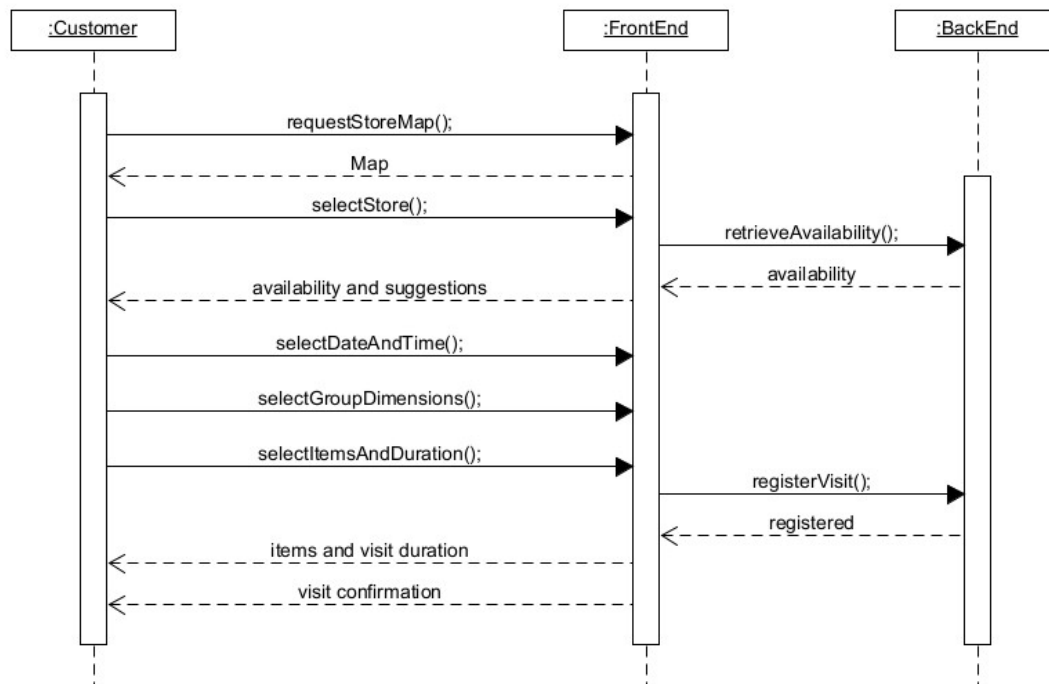 :Customer
:FrontEnd
:BackEnd
requestStoreMap();
Map
selectStore();
retrieveAvailability();
availability
availability and suggestions
selectDateAndTime();
selectGroupDimensions();
selectItemsAndDuration();
registerVisit();
registered
items and visit duration
visit confirmation